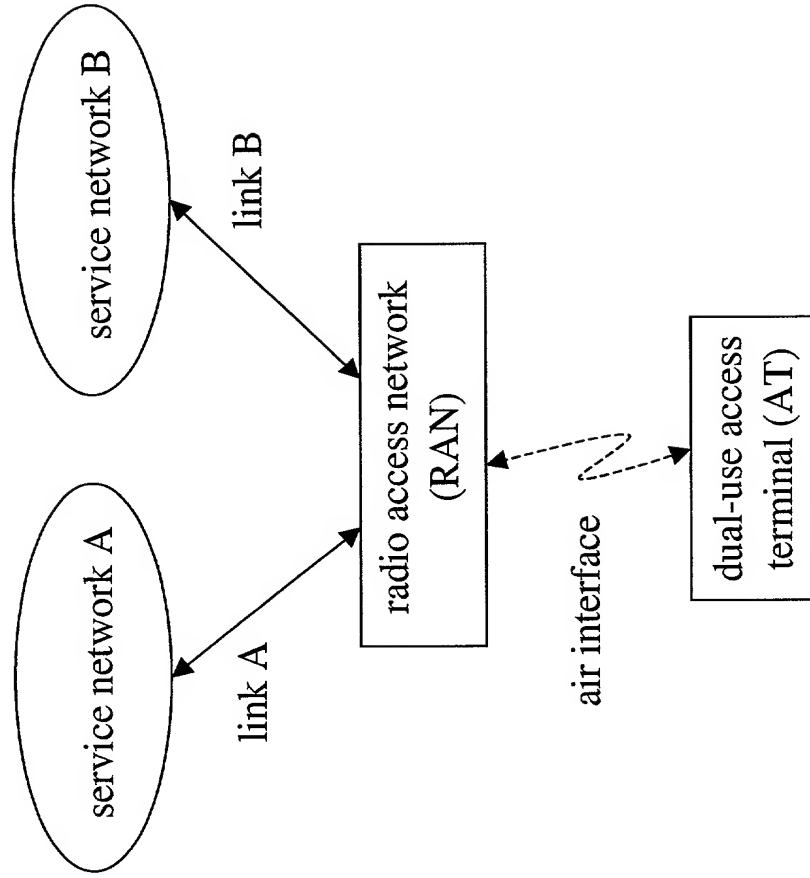 service network A
service network B
link A
link B
radio access network
(RAN)
air interface
dual-use access
terminal (AT)